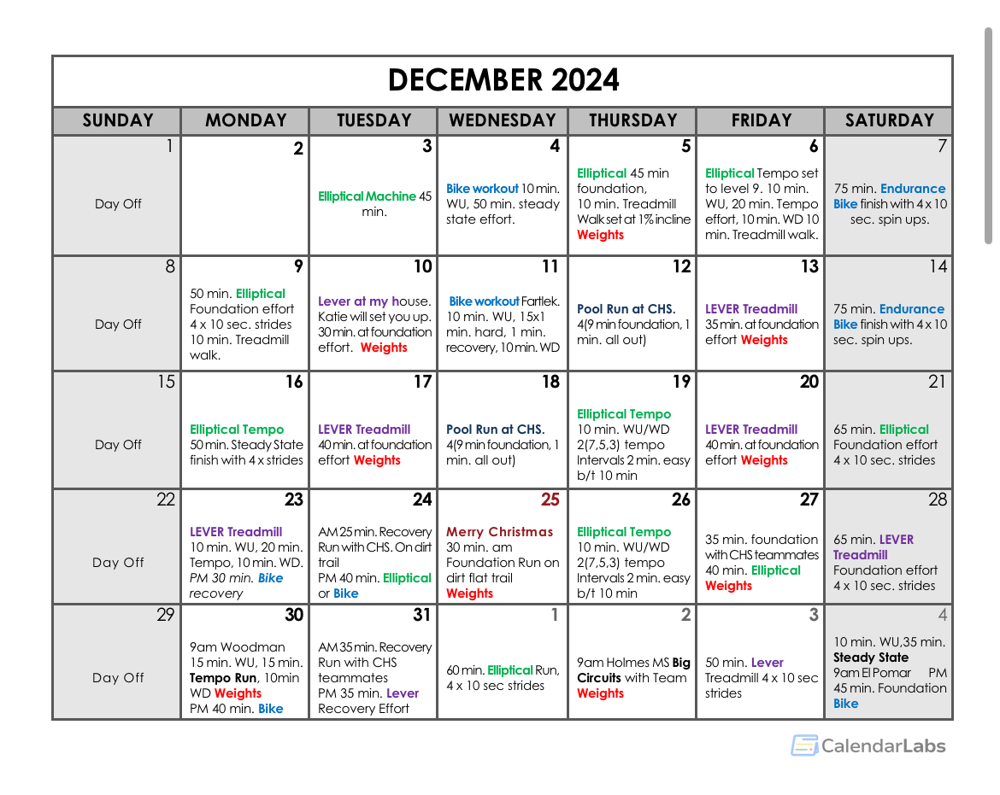 DECEMBER 2024
SUNDAY MONDAY TUESDAY WEDNESDAY THURSDAY FRIDAY SATURDAY
1
Day Off
2
3
Elliptical Machine 45
min.
4
Bike workout 10 min.
WU, 50 min. steady
state effort.
5
Elliptical 45 min
foundation,
10 min. Treadmill
Walk set at 1% incline
Weights
6
Elliptical Tempo set
to level 9. 10 min.
WU, 20 min. Tempo
effort, 10 min. WD 10
min. Treadmill walk.
7
75 min. Endurance
Bike finish with 4 x 10
sec. spin ups.
8
Day Off
9
50 min. Elliptical
Foundation effort
4 x 10 sec. strides
10 min. Treadmill
walk.
10
Lever at my house.
Katie will set you up.
30 min. at foundation
effort. Weights
11
Bike workout Fartlek.
10 min. WU, 15x1
min. hard, 1 min.
recovery, 10 min. WD
12
Pool Run at CHS.
4(9 min foundation, 1
min. all out)
13
LEVER Treadmill
35 min. at foundation
effort Weights
14
75 min. Endurance
Bike finish with 4 x 10
sec. spin ups.
15
Day Off
16
Elliptical Tempo
50 min. Steady State
finish with 4 x strides
17
LEVER Treadmill
40 min. at foundation
effort Weights
18
Pool Run at CHS.
4(9 min foundation, 1
min. all out)
19
Elliptical Tempo
10 min. WU/WD
2(7,5,3) tempo
Intervals 2 min. easy
b/t 10 min
20
LEVER Treadmill
40 min. at foundation
effort Weights
21
65 min. Elliptical
Foundation effort
4 x 10 sec. strides
22
Day Off
23
LEVER Treadmill
10 min. WU, 20 min.
Tempo, 10 min. WD.
PM 30 min. Bike
recovery
24
AM 25 min. Recovery
Run with CHS. On dirt
trail
PM 40 min. Elliptical
or Bike
25
Merry Christmas
30 min. am
Foundation Run on
dirt flat trail
Weights
26
Elliptical Tempo
10 min. WU/WD
2(7,5,3) tempo
Intervals 2 min. easy
b/t 10 min
27
35 min. foundation
with CHS teammates
40 min. Elliptical
Weights
28
65 min. LEVER
Treadmill
Foundation effort
4 x 10 sec. strides
29
Day Off
30
9am Woodman
15 min. WU, 15 min.
Tempo Run, 10min
WD Weights
PM 40 min. Bike
31
AM 35 min. Recovery
Run with CHS
teammates
PM 35 min. Lever
Recovery Effort
1
60 min. Elliptical Run,
4 x 10 sec strides
2
9am Holmes MS Big
Circuits with Team
Weights
3
50 min. Lever
Treadmill 4 x 10 sec
strides
4
10 min. WU,35 min.
Steady State
9am El Pomar PM
45 min. Foundation
Bike
CalendarLabs